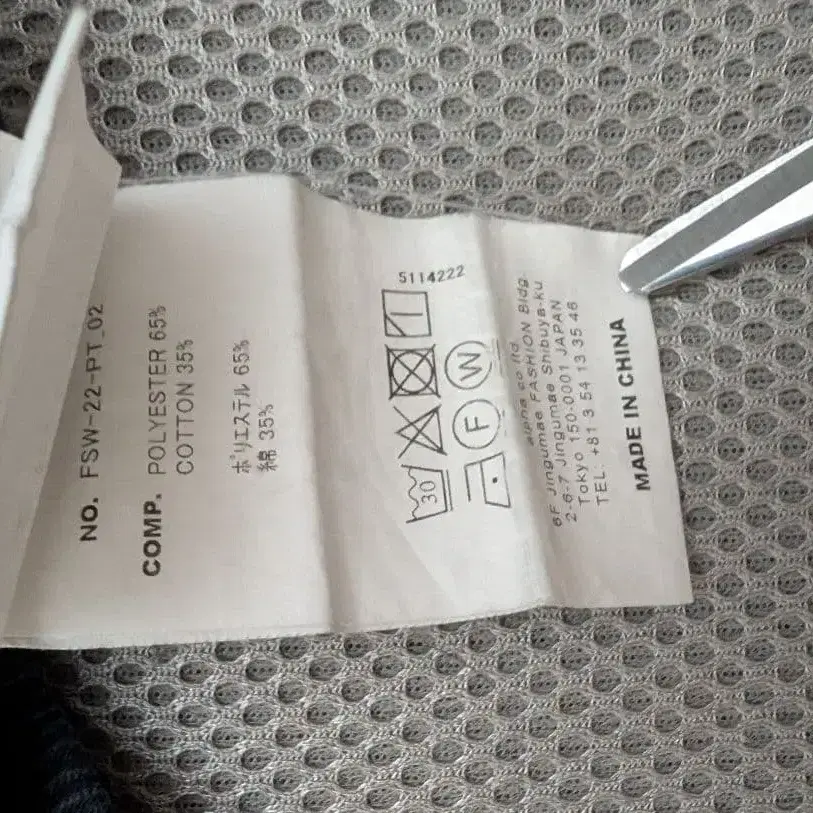 NO. FSW-22-PT_02
COMP. POLYESTER 65%
COTTON 35%
ポリエステル 65%
綿 35%
5114222
30
F W
alpha co ltd.
6F Jingumae FASHION Bldg.
2-6-7 Jingumae Shibuya-ku
Tokyo 150-0001 JAPAN
TEL: +81 3 54 13 35 46
MADE IN CHINA